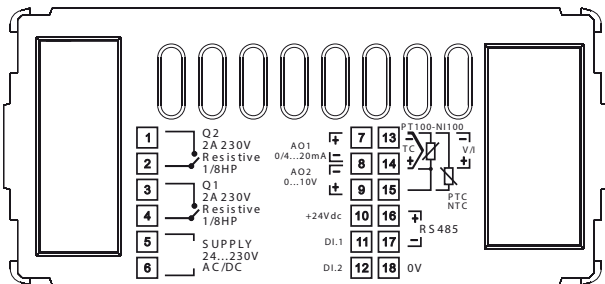 1
Q2
2A 230V
2
Resistive
1/8HP
3
Q1
2A 230V
4
Resistive
1/8HP
5
SUPPLY
24...230V
6
AC/DC
AO1
0/4...20mA
+
-
7
8
AO2
0...10V
-
+
9
+24Vdc
10
DI.1
11
DI.2
12
PT100-NI100
13
TC
-
+
14
-
V/I
+
15
PTC
NTC
16
+
RS485
17
-
18
0V